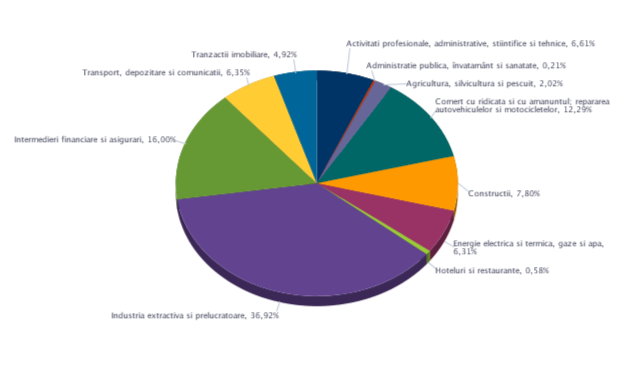 Activitati profesionale, administrative, stiintifice si tehnice, 6,61%
Tranzactii imobiliare, 4,92%
Administratie publica, învatamânt si sanatate, 0,21%
Transport, depozitare si comunicatii, 6,35%
Agricultura, silvicultura si pescuit, 2,02%
Comert cu ridicata si cu amanuntul; repararea
autovehiculelor si motocicletelor, 12,29%
Intermedieri financiare si asigurari, 16,00%
Constructii, 7,80%
Energie electrica si termica, gaze si apa,
6,31%
Hoteluri si restaurante, 0,58%
Industria extractiva si prelucratoare, 36,92%